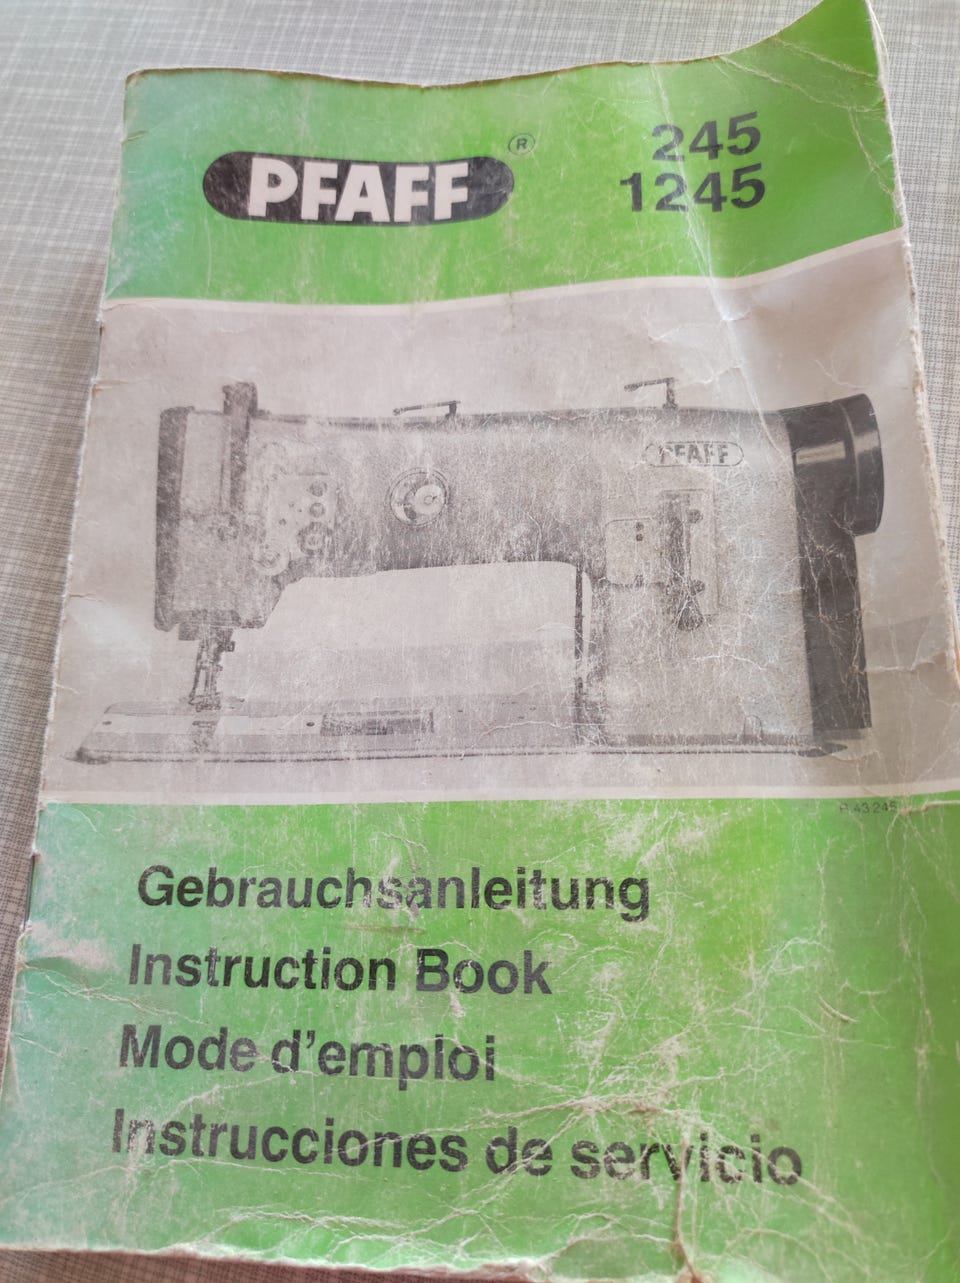 PFAFF ®
245
1245
PFAFF
Gebrauchsanleitung
Instruction Book
Mode d'emploi
Instrucciones de servicio